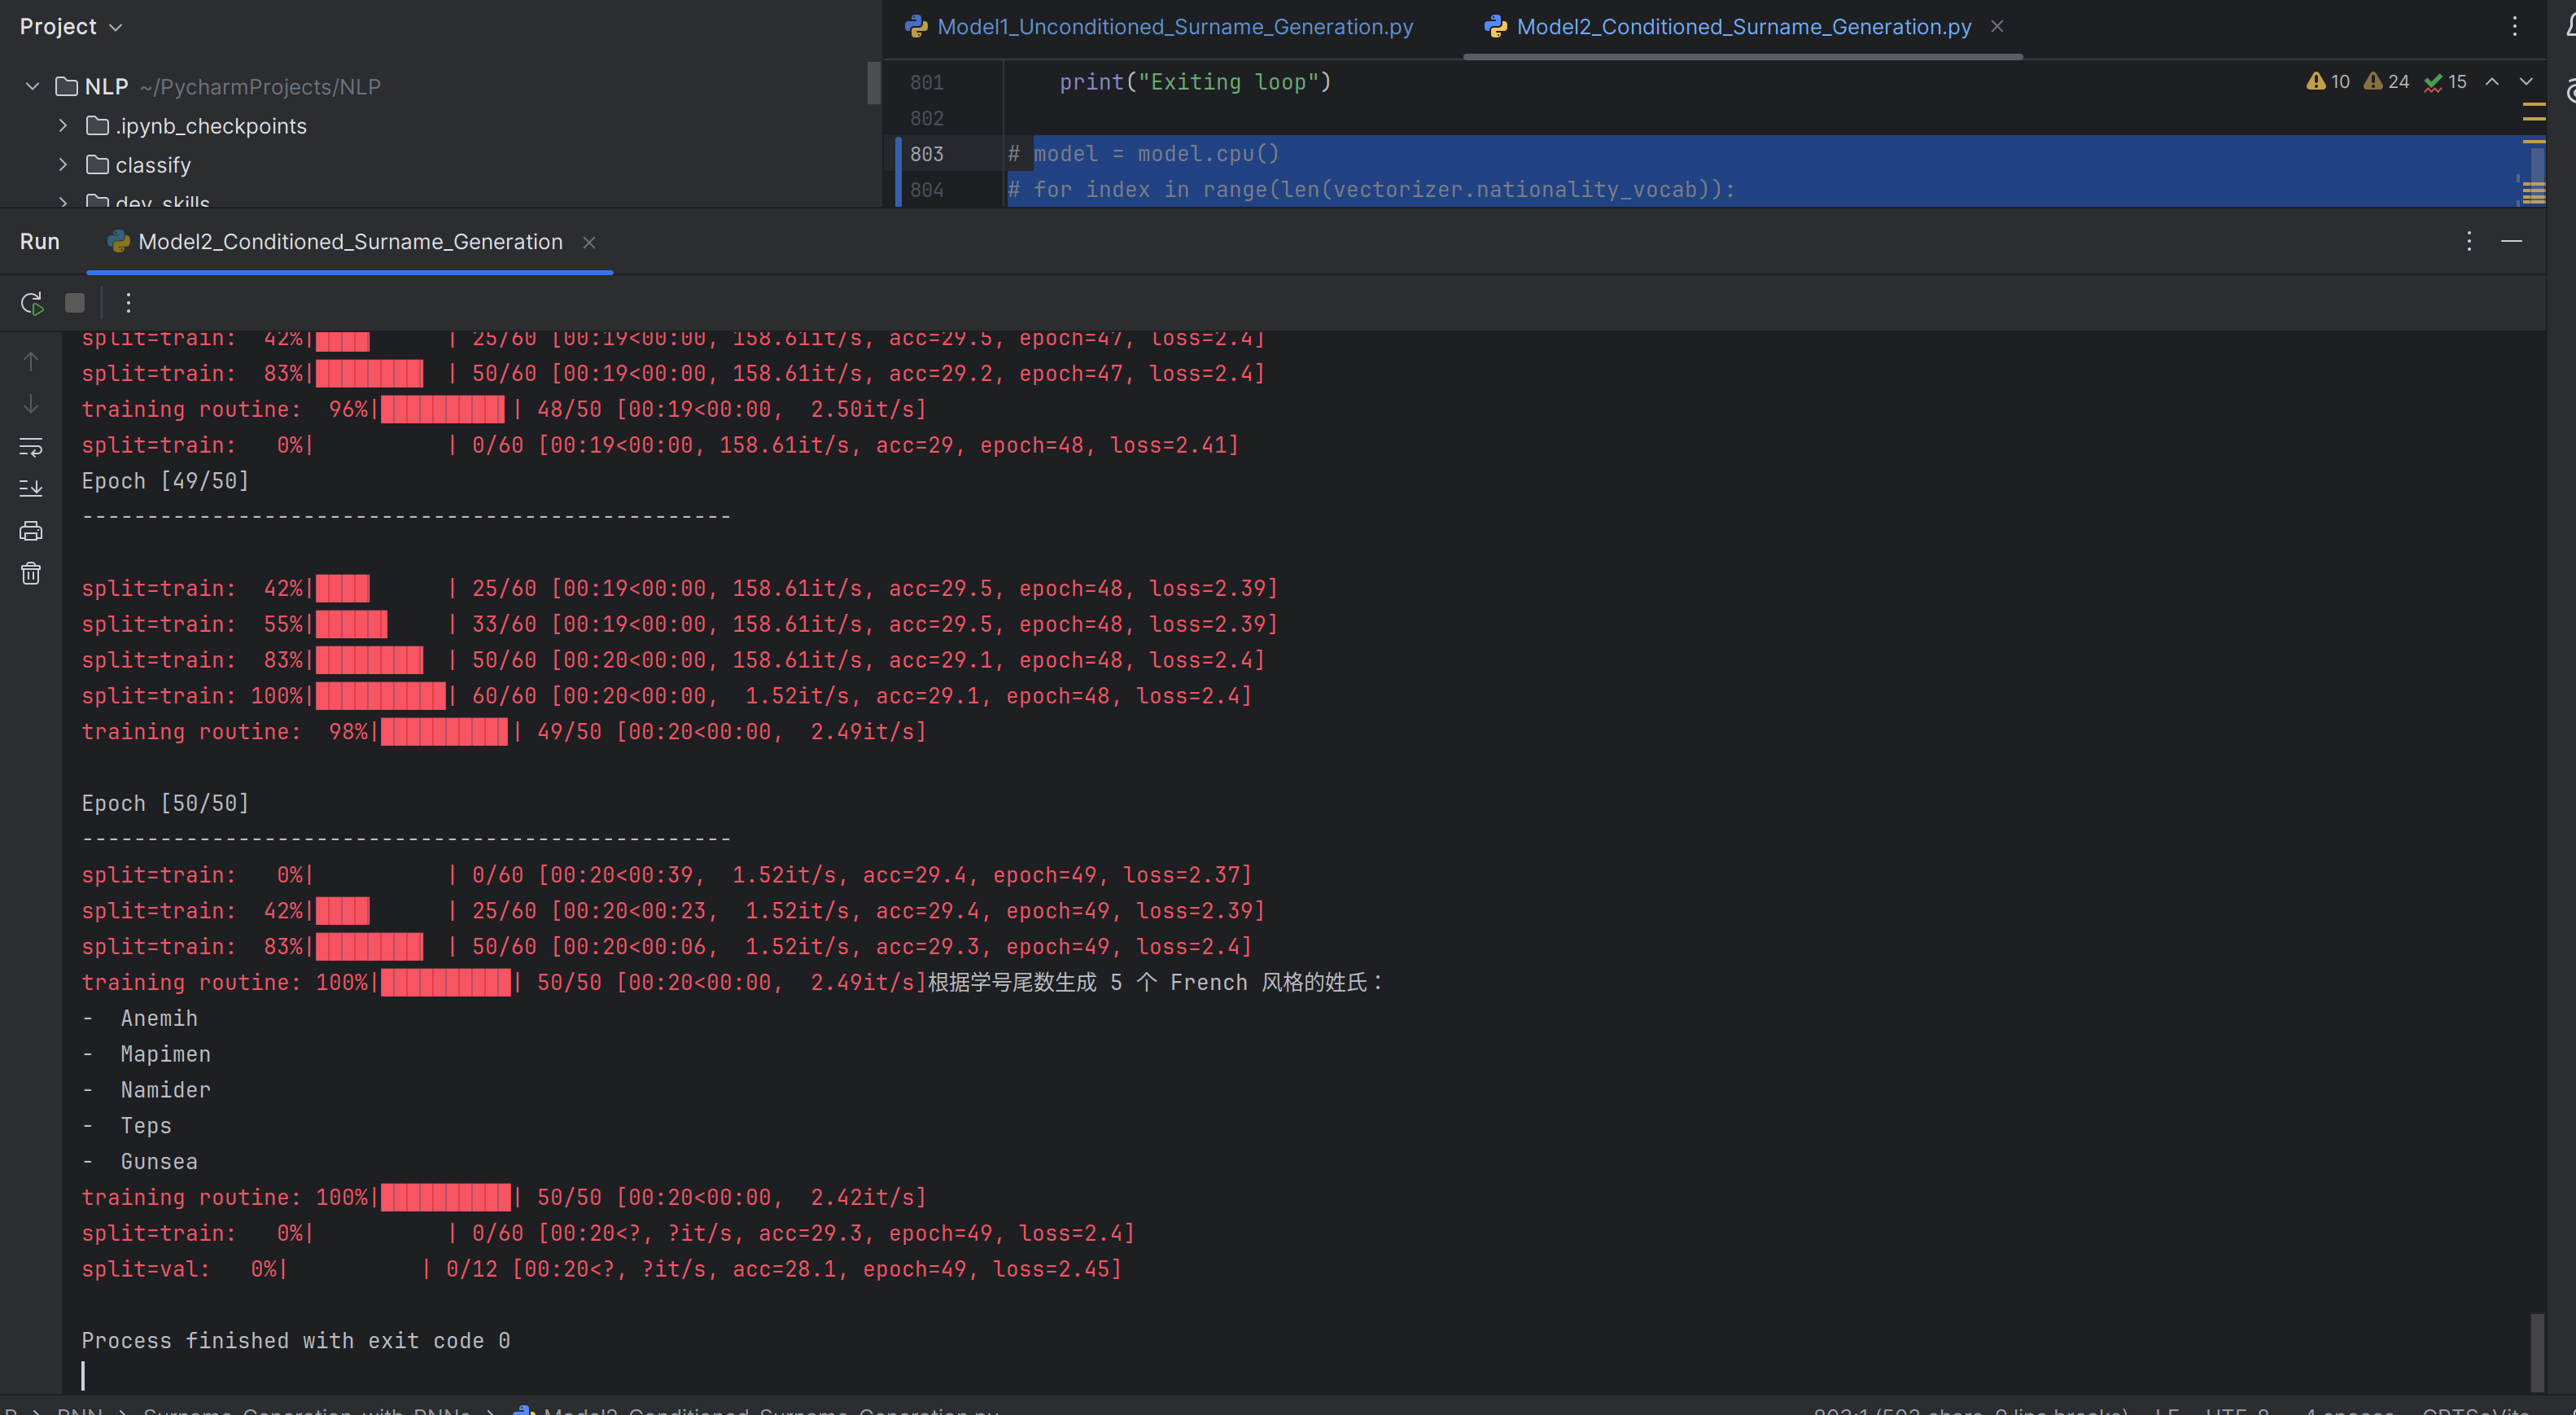 Project
Model1_Unconditioned_Surname_Generation.py
Model2_Conditioned_Surname_Generation.py
NLP ~/PycharmProjects/NLP
.ipynb_checkpoints
classify
dev_skills
801 print("Exiting loop")
10 24 15
802
803 # model = model.cpu()
804 # for index in range(len(vectorizer.nationality_vocab)):
Run Model2_Conditioned_Surname_Generation
split=train: 42%| | 25/60 [00:19<00:00, 158.61it/s, acc=29.5, epoch=47, loss=2.4]
split=train: 83%| | 50/60 [00:19<00:00, 158.61it/s, acc=29.2, epoch=47, loss=2.4]
training routine: 96%| | 48/50 [00:19<00:00, 2.50it/s]
split=train: 0%| | 0/60 [00:19<00:00, 158.61it/s, acc=29, epoch=48, loss=2.41]
Epoch [49/50]
--------------------------------------------------
split=train: 42%| | 25/60 [00:19<00:00, 158.61it/s, acc=29.5, epoch=48, loss=2.39]
split=train: 55%| | 33/60 [00:19<00:00, 158.61it/s, acc=29.5, epoch=48, loss=2.39]
split=train: 83%| | 50/60 [00:20<00:00, 158.61it/s, acc=29.1, epoch=48, loss=2.4]
split=train: 100%| | 60/60 [00:20<00:00, 1.52it/s, acc=29.1, epoch=48, loss=2.4]
training routine: 98%| | 49/50 [00:20<00:00, 2.49it/s]
Epoch [50/50]
--------------------------------------------------
split=train: 0%| | 0/60 [00:20<00:39, 1.52it/s, acc=29.4, epoch=49, loss=2.37]
split=train: 42%| | 25/60 [00:20<00:23, 1.52it/s, acc=29.4, epoch=49, loss=2.39]
split=train: 83%| | 50/60 [00:20<00:06, 1.52it/s, acc=29.3, epoch=49, loss=2.4]
training routine: 100%| | 50/50 [00:20<00:00, 2.49it/s]根据学号尾数生成 5 个 French 风格的姓氏：
- Anemih
- Mapimen
- Namider
- Teps
- Gunsea
training routine: 100%| | 50/50 [00:20<00:00, 2.42it/s]
split=train: 0%| | 0/60 [00:20<?, ?it/s, acc=29.3, epoch=49, loss=2.4]
split=val: 0%| | 0/12 [00:20<?, ?it/s, acc=28.1, epoch=49, loss=2.45]
Process finished with exit code 0
RNN > Surname_Generation_with_RNNs > Model2_Conditioned_Surname_Generation.py